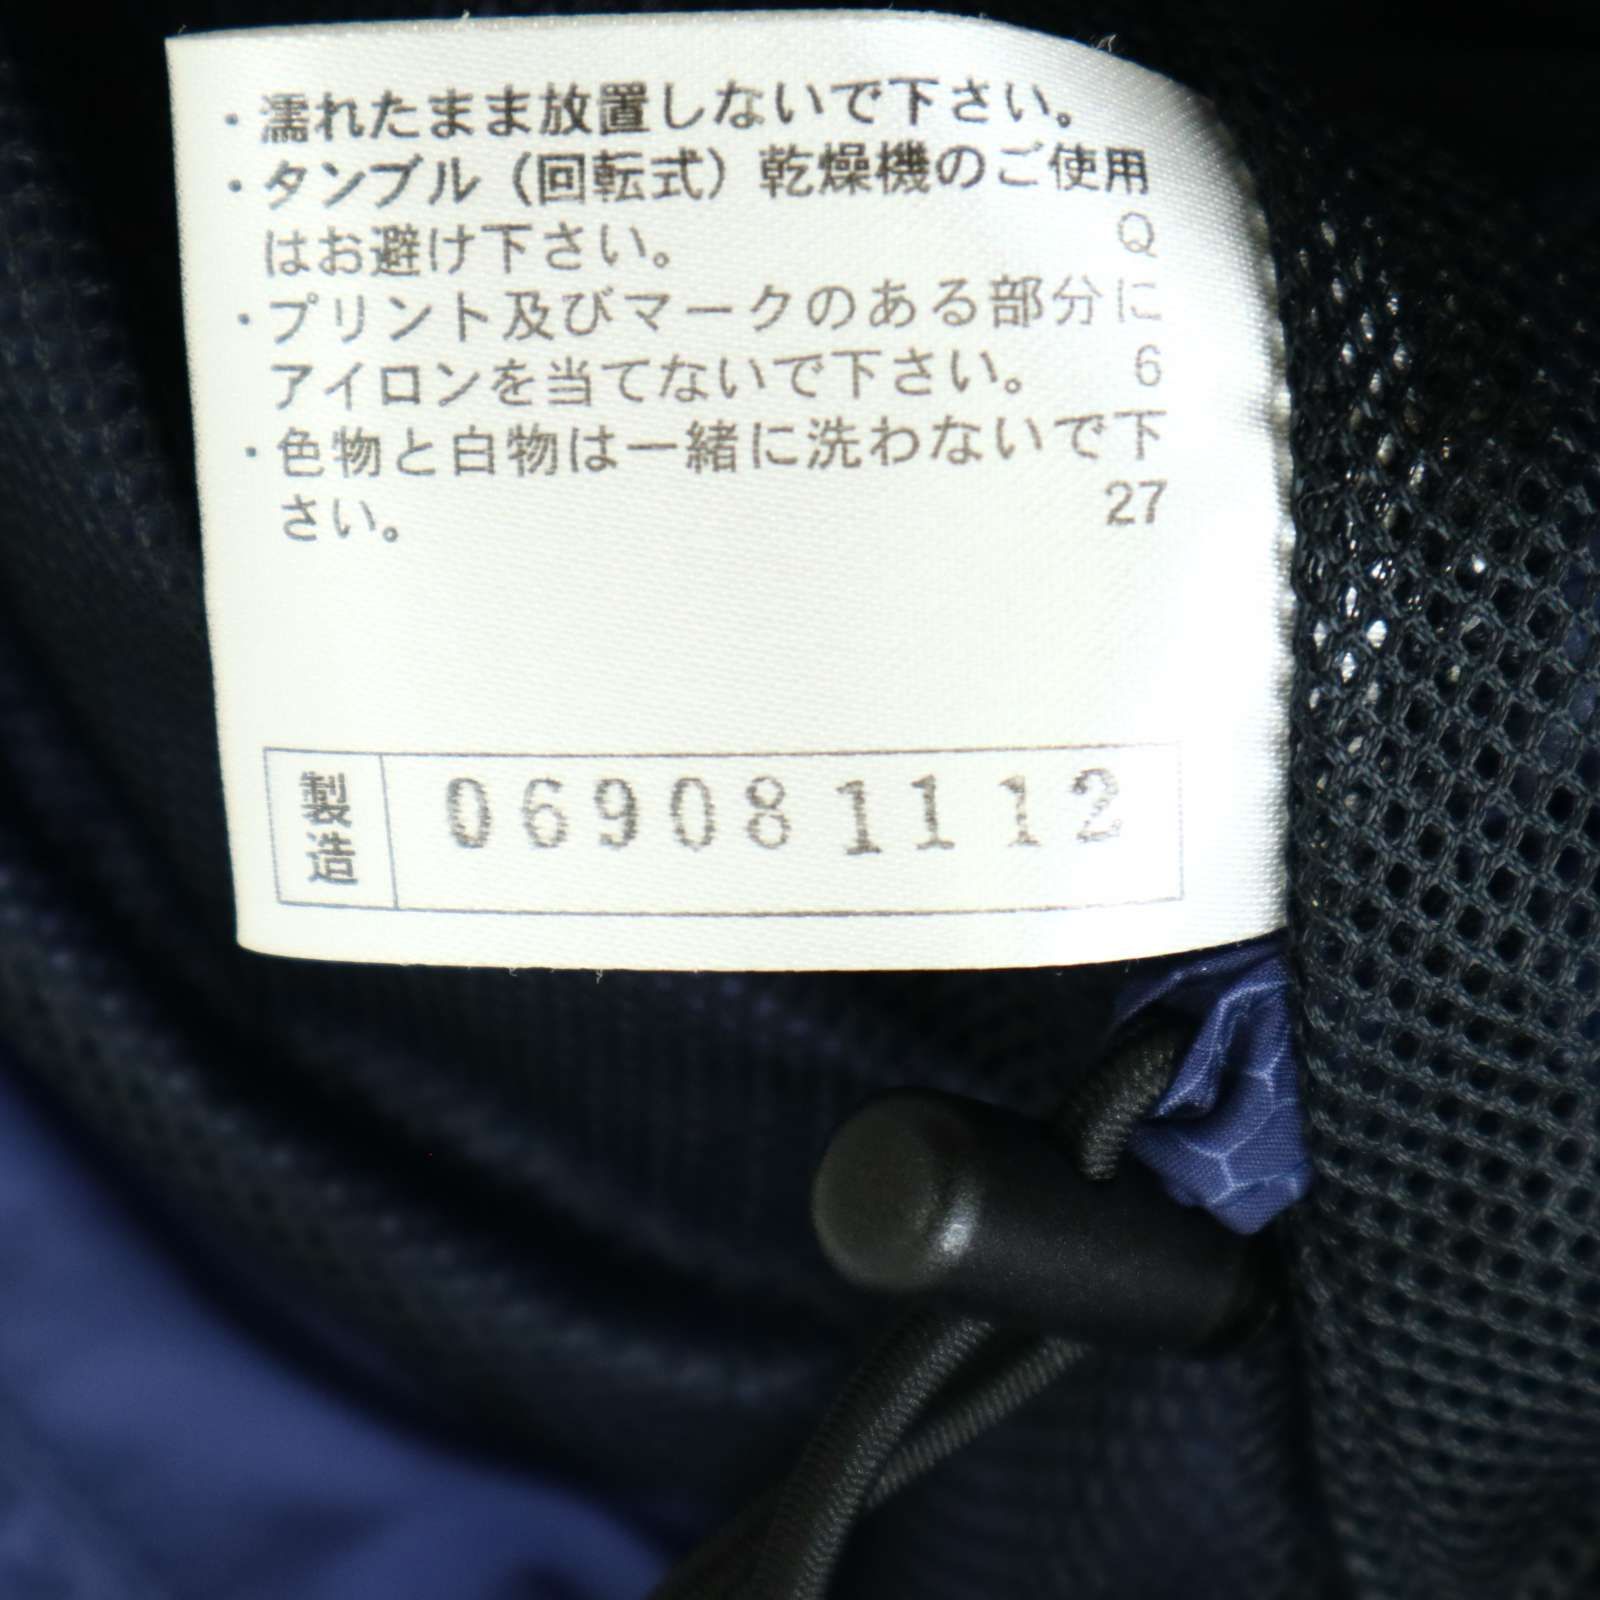 ・濡れたまま放置しないで下さい。
・タンブル（回転式）乾燥機のご使用
はお避け下さい。 Q
・プリント及びマークのある部分に
アイロンを当てないで下さい。 6
・色物と白物は一緒に洗わないで下
さい。 27
製造 0690811112